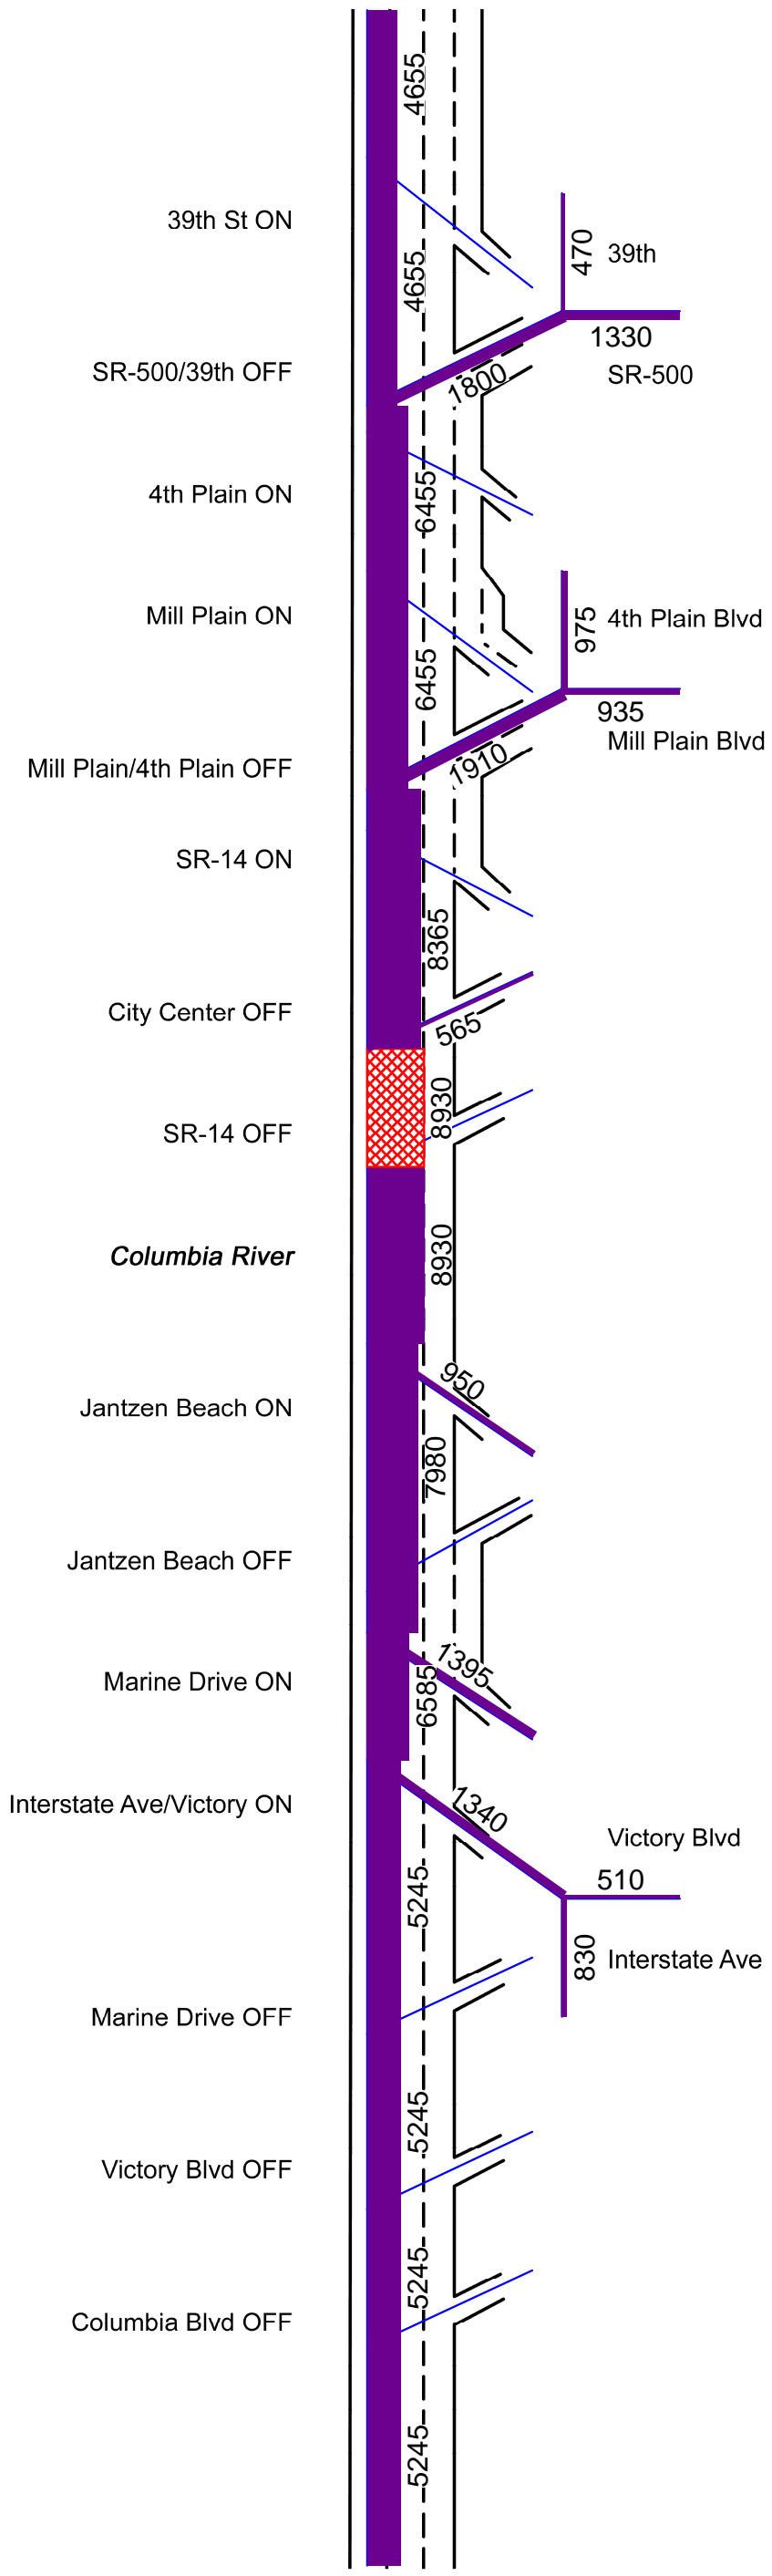 4655
39th St ON
470
39th
4655
1330
SR-500/39th OFF
1800
SR-500
4th Plain ON
6455
Mill Plain ON
975
4th Plain Blvd
6455
935
Mill Plain Blvd
Mill Plain/4th Plain OFF
1910
SR-14 ON
8365
City Center OFF
565
8930
SR-14 OFF
Columbia River
8930
950
Jantzen Beach ON
7980
Jantzen Beach OFF
1395
Marine Drive ON
6585
Interstate Ave/Victory ON
1340
Victory Blvd
510
5245
830
Interstate Ave
Marine Drive OFF
5245
Victory Blvd OFF
5245
Columbia Blvd OFF
5245